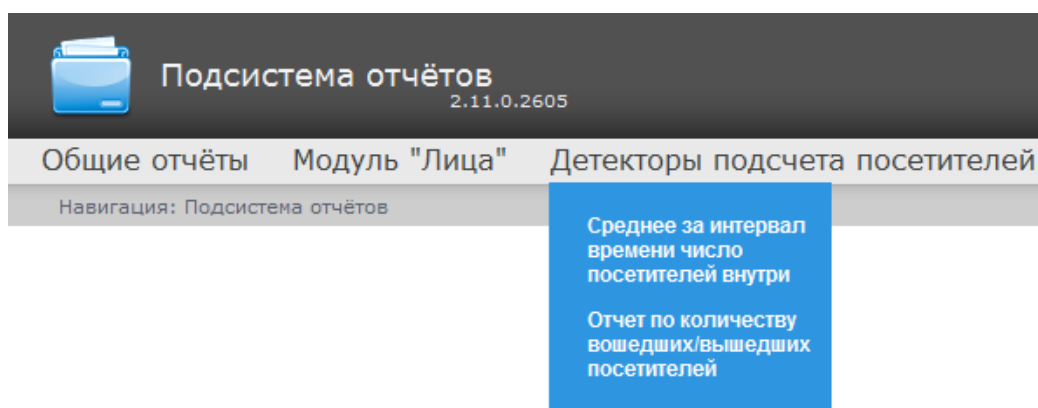 Подсистема отчётов
2.11.0.2605
Общие отчёты Модуль "Лица" Детекторы подсчета посетителей
Навигация: Подсистема отчётов
Среднее за интервал
времени число
посетителей внутри
Отчет по количеству
вошедших/вышедших
посетителей